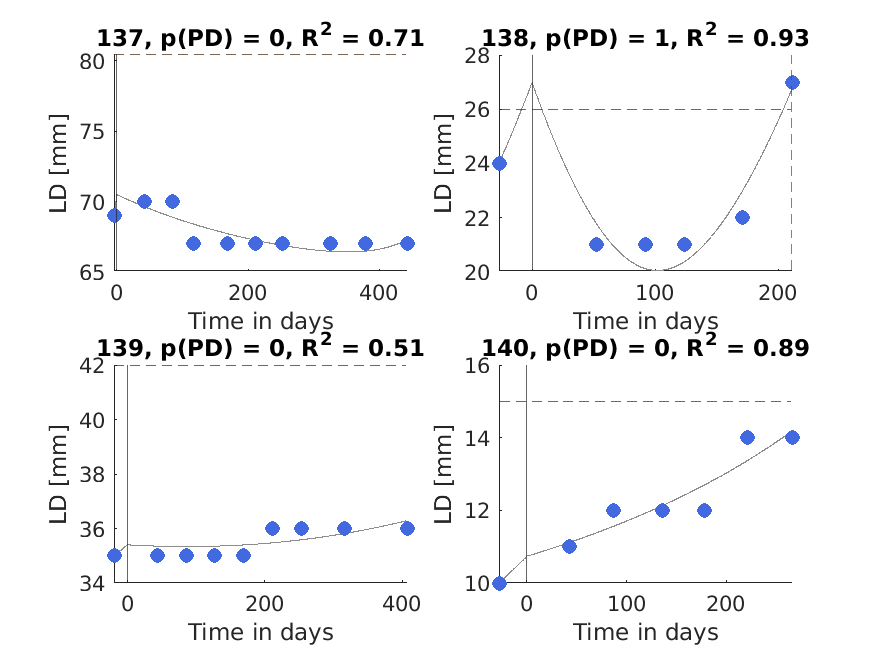 137, p(PD) = 0, R² = 0.71
80
75
70
65
LD [mm]
0
200
400
Time in days
138, p(PD) = 1, R² = 0.93
28
26
24
22
20
LD [mm]
0
100
200
Time in days
139, p(PD) = 0, R² = 0.51
42
40
38
36
34
LD [mm]
0
200
400
Time in days
140, p(PD) = 0, R² = 0.89
16
14
12
10
LD [mm]
0
100
200
Time in days